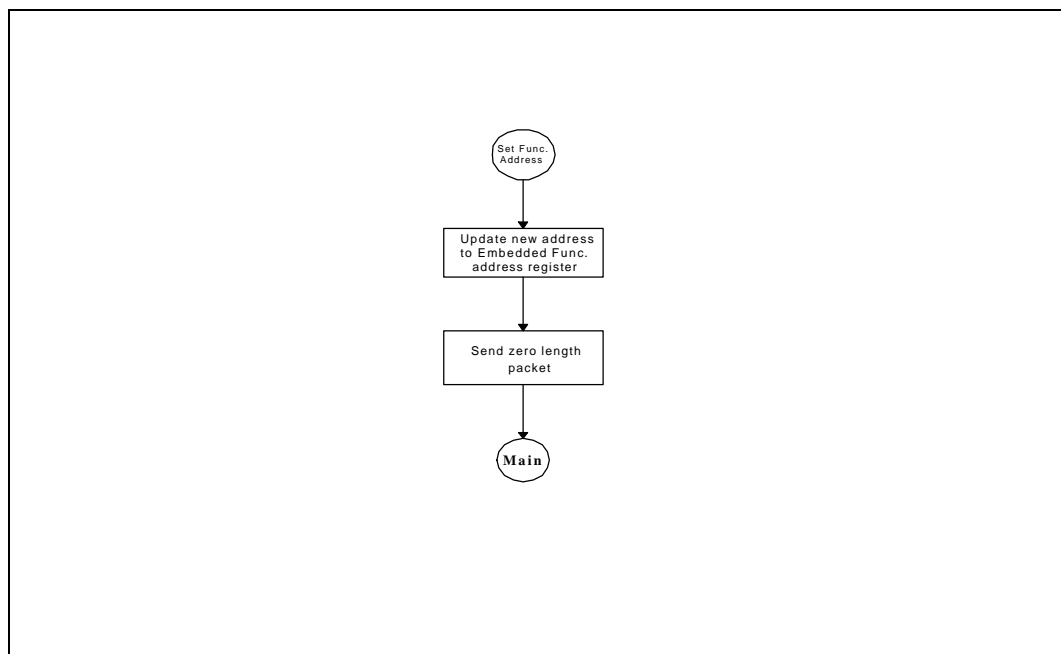 Set Func.
Address
Update new address
to Embedded Func.
address register
Send zero length
packet
Main